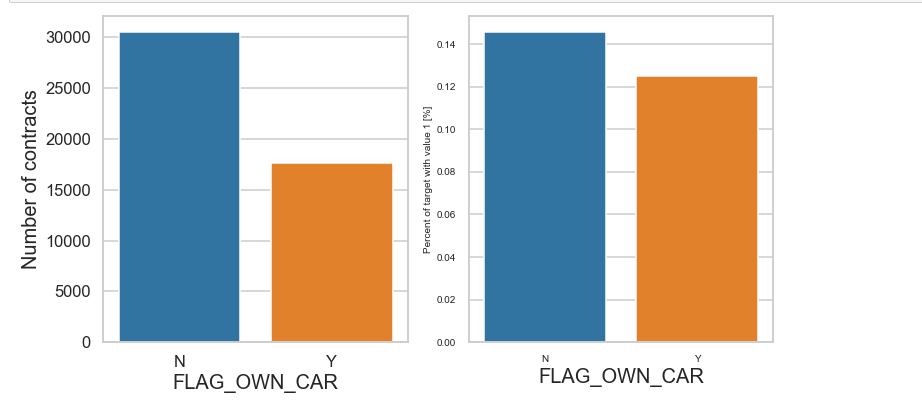 Number of contracts
30000
25000
20000
15000
10000
5000
0
N Y
FLAG_OWN_CAR
Percent of target with value 1 [%]
0.14
0.12
0.10
0.08
0.06
0.04
0.02
0.00
N Y
FLAG_OWN_CAR